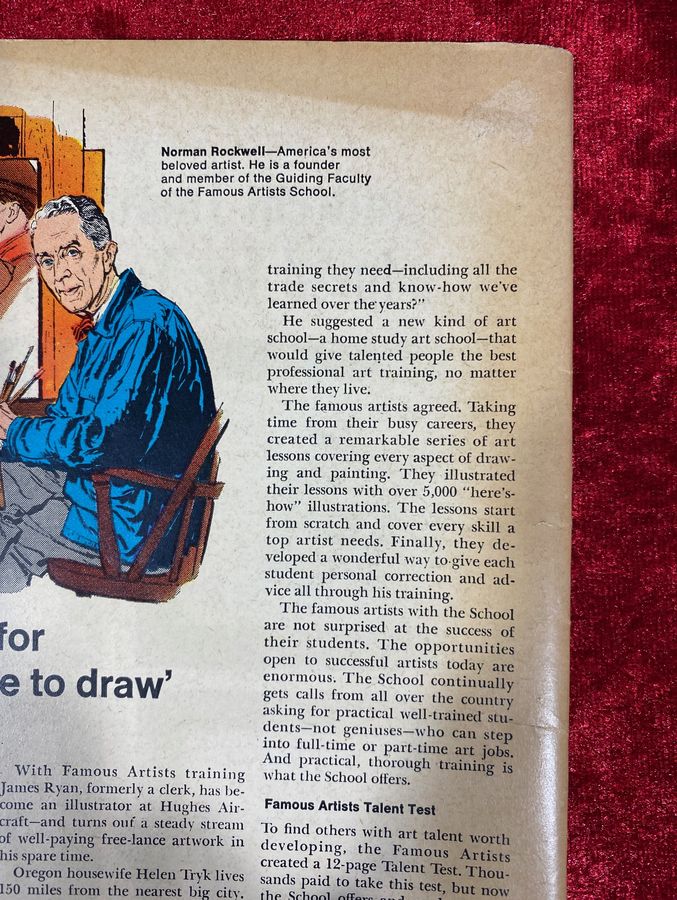 Norman Rockwell—America's most
beloved artist. He is a founder
and member of the Guiding Faculty
of the Famous Artists School.
for
e to draw'
With Famous Artists training
James Ryan, formerly a clerk, has be-
come an illustrator at Hughes Air-
craft—and turns out a steady stream
of well-paying free-lance artwork in
his spare time.
Oregon housewife Helen Tryk lives
150 miles from the nearest big city.
training they need—including all the
trade secrets and know-how we've
learned over the years?"
He suggested a new kind of art
school—a home study art school—that
would give talented people the best
professional art training, no matter
where they live.
The famous artists agreed. Taking
time from their busy careers, they
created a remarkable series of art
lessons covering every aspect of draw-
ing and painting. They illustrated
their lessons with over 5,000 "here's-
how" illustrations. The lessons start
from scratch and cover every skill a
top artist needs. Finally, they de-
veloped a wonderful way to give each
student personal correction and ad-
vice all through his training.
The famous artists with the School
are not surprised at the success of
their students. The opportunities
open to successful artists today are
enormous. The School continually
gets calls from all over the country
asking for practical well-trained stu-
dents—not geniuses—who can step
into full-time or part-time art jobs.
And practical, thorough training is
what the School offers.
Famous Artists Talent Test
To find others with art talent worth
developing, the Famous Artists
created a 12-page Talent Test. Thou-
sands paid to take this test, but now
the School offers